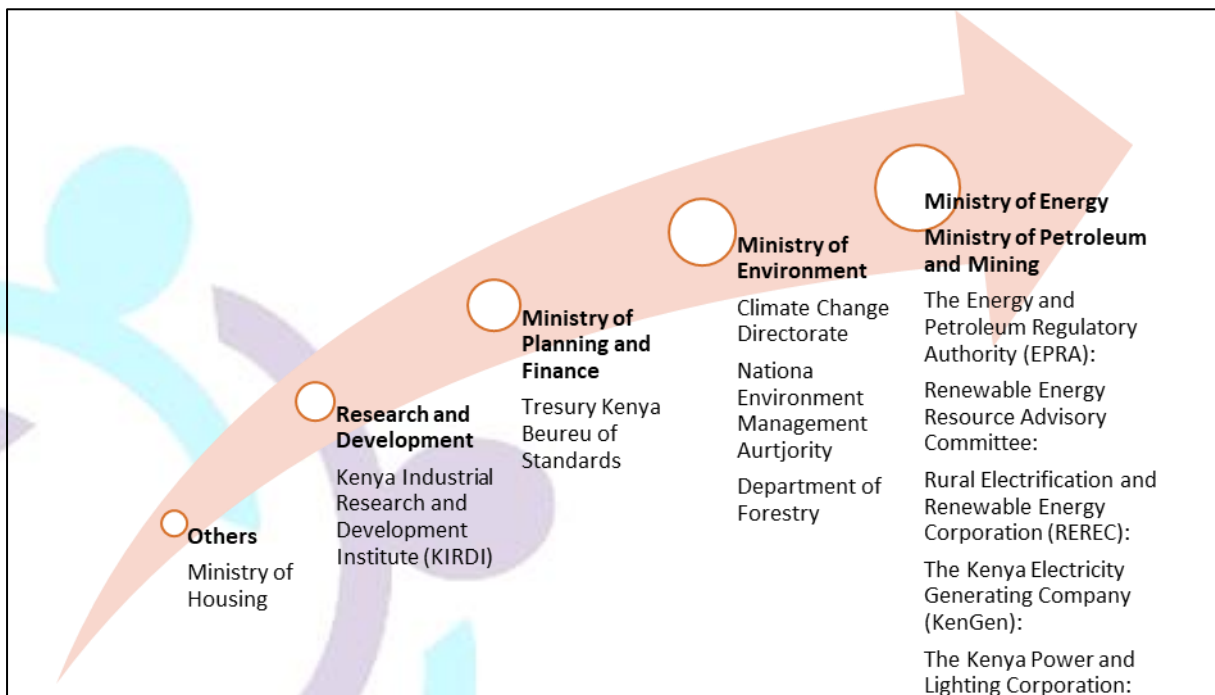 Others
Ministry of
Housing
Research and
Development
Kenya Industrial
Research and
Development
Institute (KIRDI)
Ministry of
Planning and
Finance
Tresury Kenya
Beureu of
Standards
Ministry of
Environment
Climate Change
Directorate
Nationa
Environment
Management
Aurtjority
Department of
Forestry
Ministry of Energy
Ministry of Petroleum
and Mining
The Energy and
Petroleum Regulatory
Authority (EPRA):
Renewable Energy
Resource Advisory
Committee:
Rural Electrification and
Renewable Energy
Corporation (REREC):
The Kenya Electricity
Generating Company
(KenGen):
The Kenya Power and
Lighting Corporation: